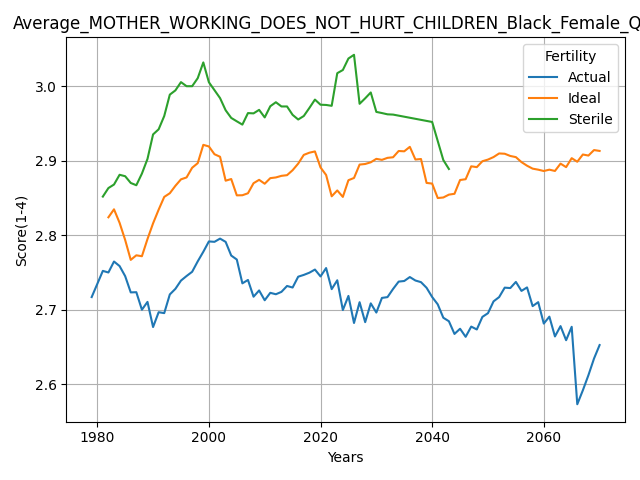 Average_MOTHER_WORKING_DOES_NOT_HURT_CHILDREN_Black_Female_Q
Fertility
Actual
Ideal
Sterile
Score(1-4)
3.0
2.9
2.8
2.7
2.6
1980 2000 2020 2040 2060
Years